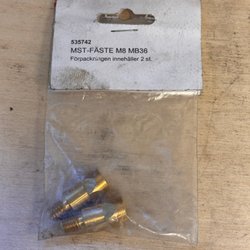 535742
MST-FÄSTE M8 MB36
Förpackningen innehåller 2 st.